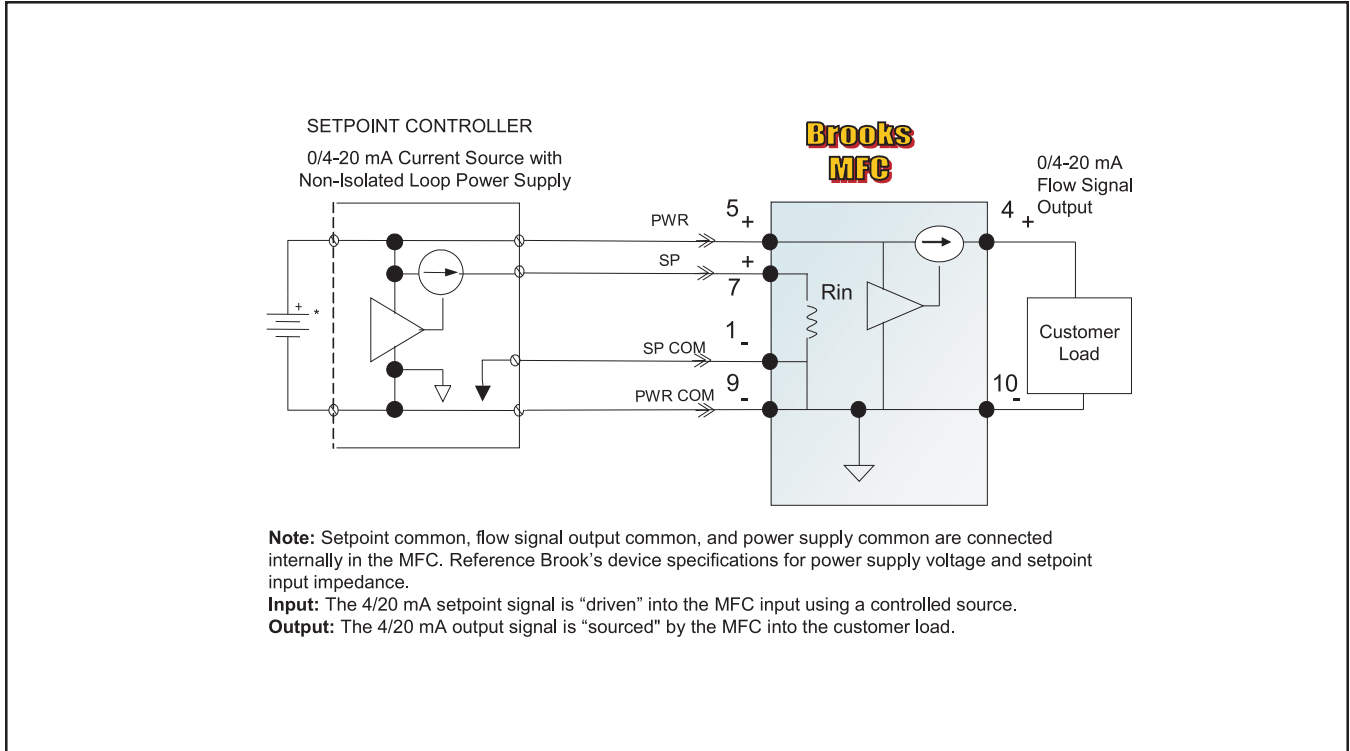 SETPOINT CONTROLLER
0/4-20 mA Current Source with
Non-Isolated Loop Power Supply
Brooks
MFC
0/4-20 mA
Flow Signal
Output
PWR
5
+
4
+
SP
+
7
Rin
1
-
SP COM
9
-
PWR COM
10
-
+
*
Customer
Load
Note: Setpoint common, flow signal output common, and power supply common are connected
internally in the MFC. Reference Brook's device specifications for power supply voltage and setpoint
input impedance.
Input: The 4/20 mA setpoint signal is “driven” into the MFC input using a controlled source.
Output: The 4/20 mA output signal is “sourced" by the MFC into the customer load.